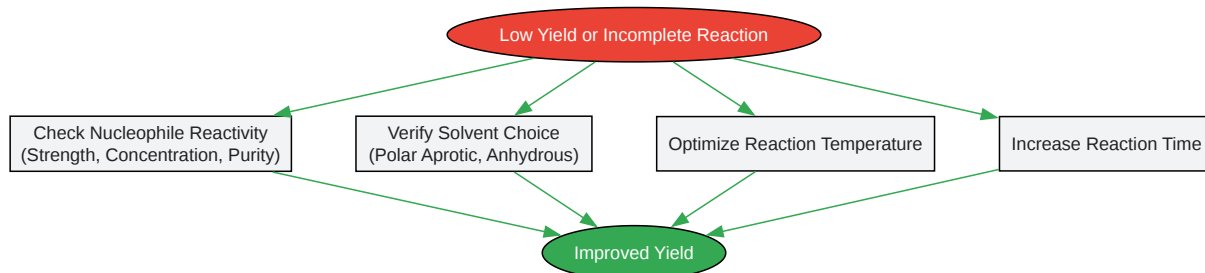 Low Yield or Incomplete Reaction
Check Nucleophile Reactivity
(Strength, Concentration, Purity)
Verify Solvent Choice
(Polar Aprotic, Anhydrous)
Optimize Reaction Temperature
Increase Reaction Time
Improved Yield